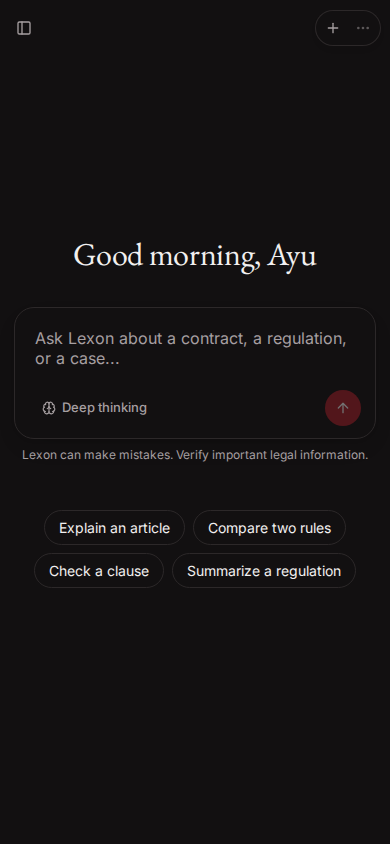 Good morning, Ayu
Ask Lexon about a contract, a regulation,
or a case...
Deep thinking
Lexon can make mistakes. Verify important legal information.
Explain an article
Compare two rules
Check a clause
Summarize a regulation